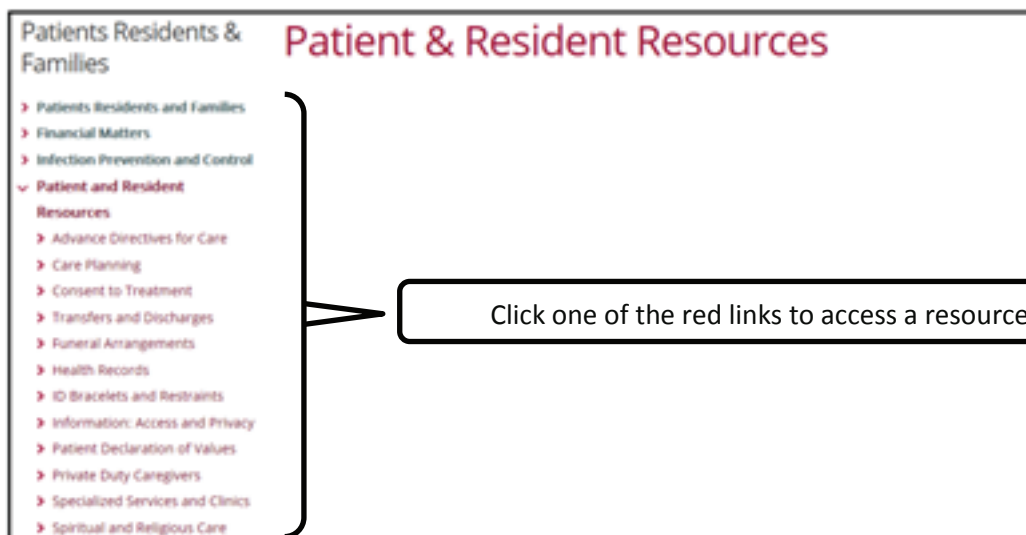 Patients Residents &
Families
Patient & Resident Resources
Patients Residents and Families
Financial Matters
Infection Prevention and Control
Patient and Resident
Resources
Advance Directives for Care
Care Planning
Consent to Treatment
Transfers and Discharges
Funeral Arrangements
Health Records
ID Bracelets and Restraints
Information: Access and Privacy
Patient Declaration of Values
Private Duty Caregivers
Specialized Services and Clinics
Spiritual and Religious Care
Click one of the red links to access a resource